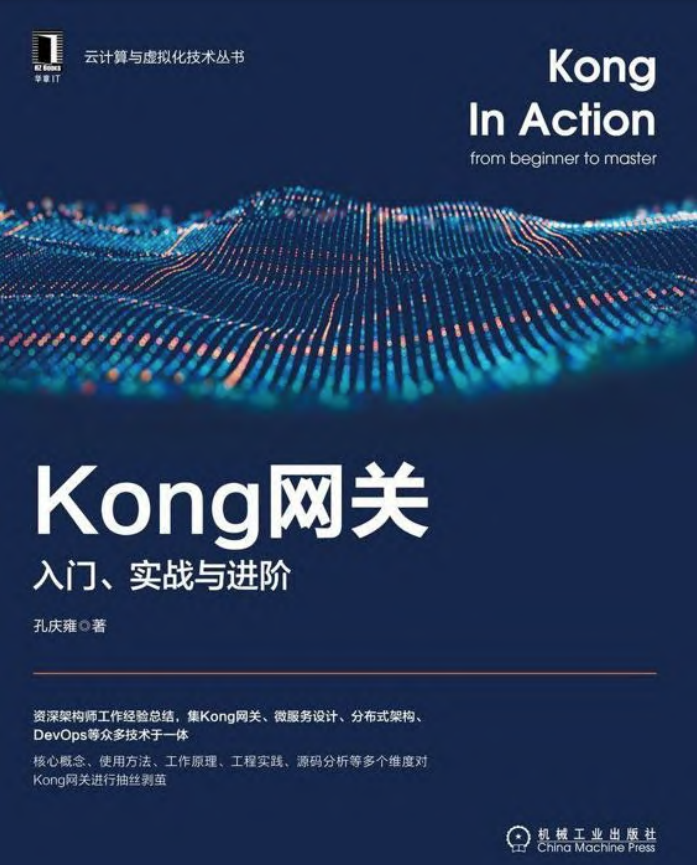 云计算与虚拟化技术丛书
HZ Books
华章IT
Kong
In Action
from beginner to master
Kong网关
入门、实战与进阶
孔庆雍◎著
资深架构师工作经验总结，集Kong网关、微服务设计、分布式架构、
DevOps等众多技术于一体
核心概念、使用方法、工作原理、工程实践、源码分析等多个维度对
Kong网关进行抽丝剥茧
机械工业出版社
China Machine Press